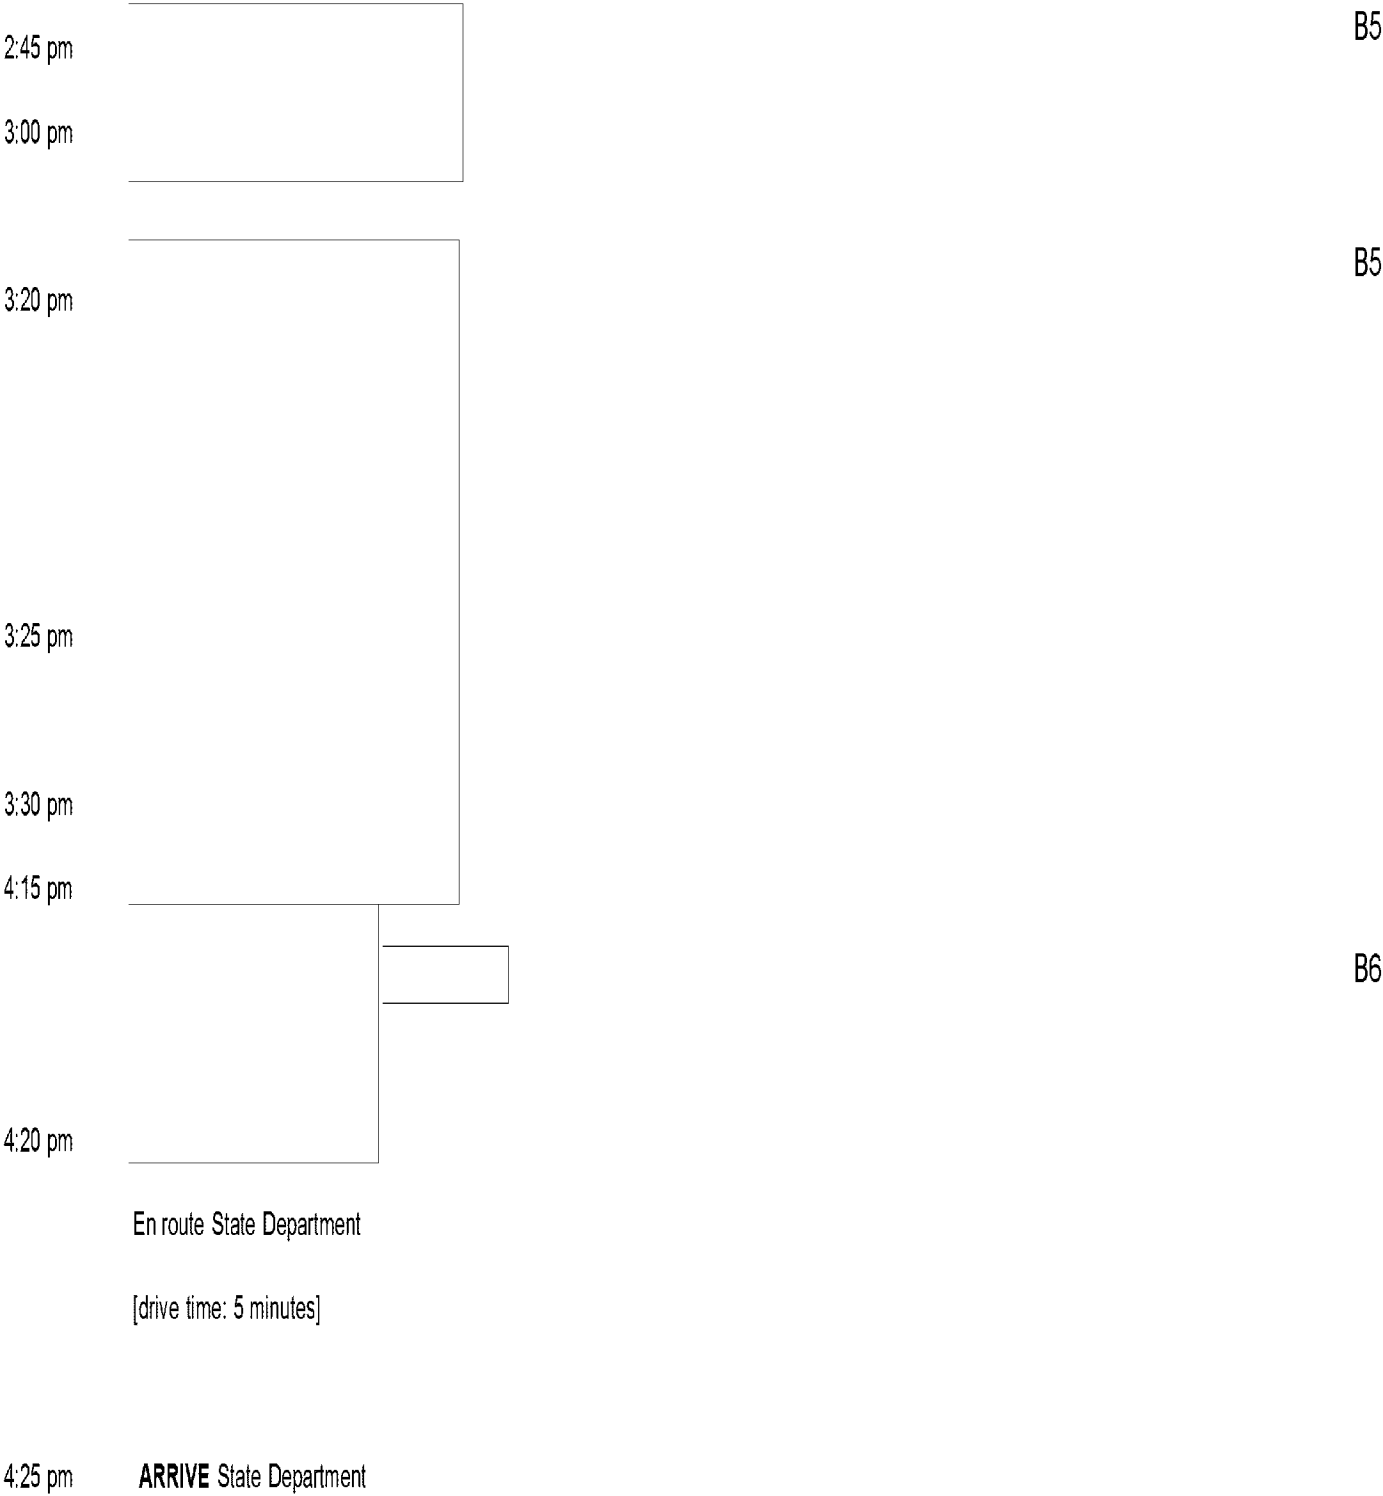 B5
2:45 pm
3:00 pm
B5
3:20 pm
3:25 pm
3:30 pm
4:15 pm
B6
4:20 pm
En route State Department
[drive time: 5 minutes]
4:25 pm ARRIVE State Department